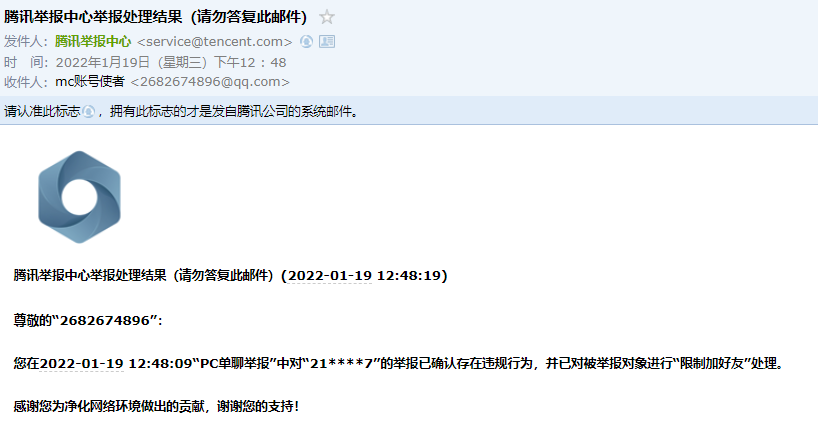 腾讯举报中心举报处理结果（请勿答复此邮件）
发件人：腾讯举报中心 <service@tencent.com>
时　间：2022年1月19日（星期三）下午12：48
收件人：mc账号使者 <2682674896@qq.com>
请认准此标志，拥有此标志的才是发自腾讯公司的系统邮件。
腾讯举报中心举报处理结果（请勿答复此邮件）(2022-01-19 12:48:19)
尊敬的“2682674896”：
您在2022-01-19 12:48:09“PC单聊举报”中对“21****7”的举报已确认存在违规行为，并已对被举报对象进行“限制加好友”处理。
感谢您为净化网络环境做出的贡献，谢谢您的支持！